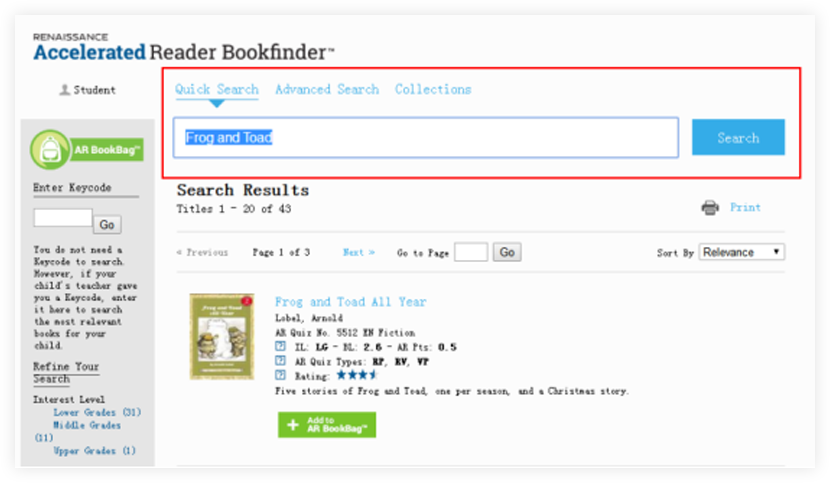 RENAISSANCE
Accelerated Reader Bookfinder™
Student
Quick Search Advanced Search Collections
Frog and Toad
Search
AR BookBag™
Enter Keycode
Go
You do not need a
Keycode to search.
However, if your
child's teacher gave
you a Keycode, enter
it here to search
the most relevant
books for your
child.
Refine Your
Search
Interest Level
Lower Grades (31)
Middle Grades
(11)
Upper Grades (1)
Search Results
Titles 1 - 20 of 43
Print
« Previous Page 1 of 3 Next » Go to Page Go
Sort By Relevance
Frog and Toad All Year
Frog and Toad All Year
Lobel, Arnold
AR Quiz No. 5512 EN Fiction
? IL: LG - BL: 2.6 - AR Pts: 0.5
? AR Quiz Types: RP, RV, VP
? Rating:
Five stories of Frog and Toad, one per season, and a Christmas story.
+ Add to
AR BookBag™